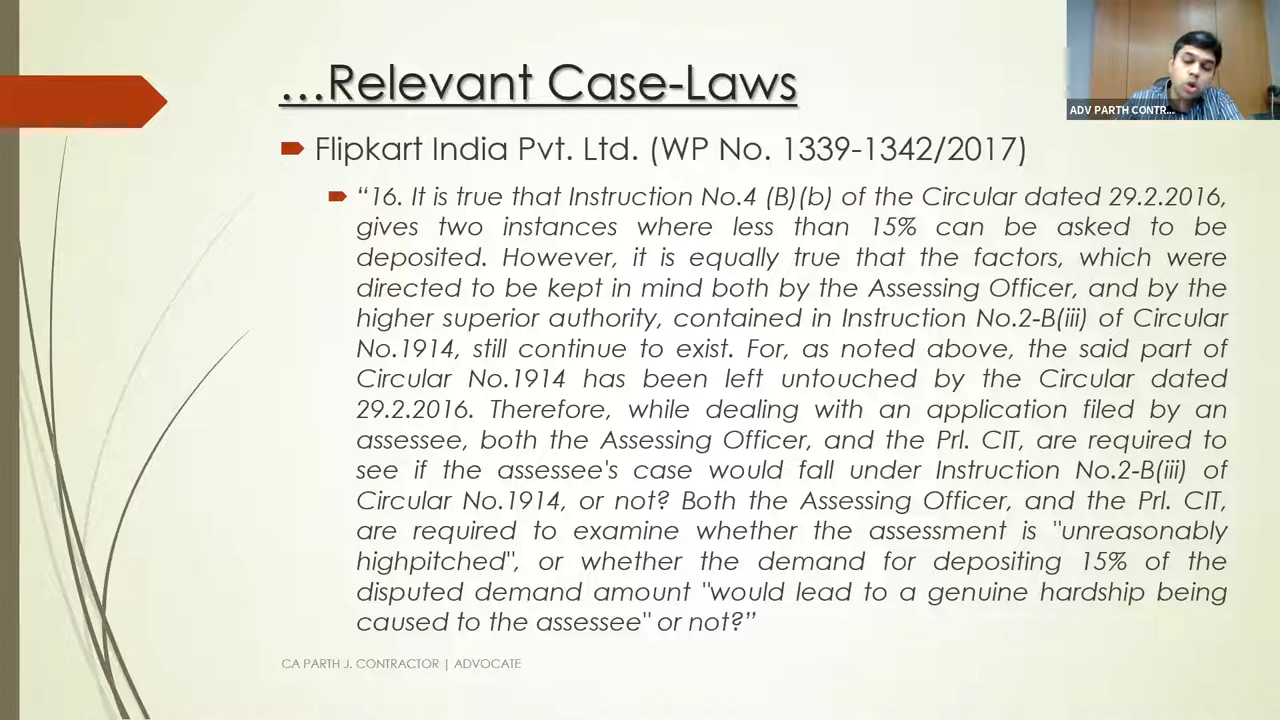 …Relevant Case-Laws
ADV PARTH CONTR...
Flipkart India Pvt. Ltd. (WP No. 1339-1342/2017)
“16. It is true that Instruction No.4 (B)(b) of the Circular dated 29.2.2016,
gives two instances where less than 15% can be asked to be
deposited. However, it is equally true that the factors, which were
directed to be kept in mind both by the Assessing Officer, and by the
higher superior authority, contained in Instruction No.2-B(iii) of Circular
No.1914, still continue to exist. For, as noted above, the said part of
Circular No.1914 has been left untouched by the Circular dated
29.2.2016. Therefore, while dealing with an application filed by an
assessee, both the Assessing Officer, and the Prl. CIT, are required to
see if the assessee's case would fall under Instruction No.2-B(iii) of
Circular No.1914, or not? Both the Assessing Officer, and the Prl. CIT,
are required to examine whether the assessment is "unreasonably
highpitched", or whether the demand for depositing 15% of the
disputed demand amount "would lead to a genuine hardship being
caused to the assessee" or not?”
CA PARTH J. CONTRACTOR | ADVOCATE